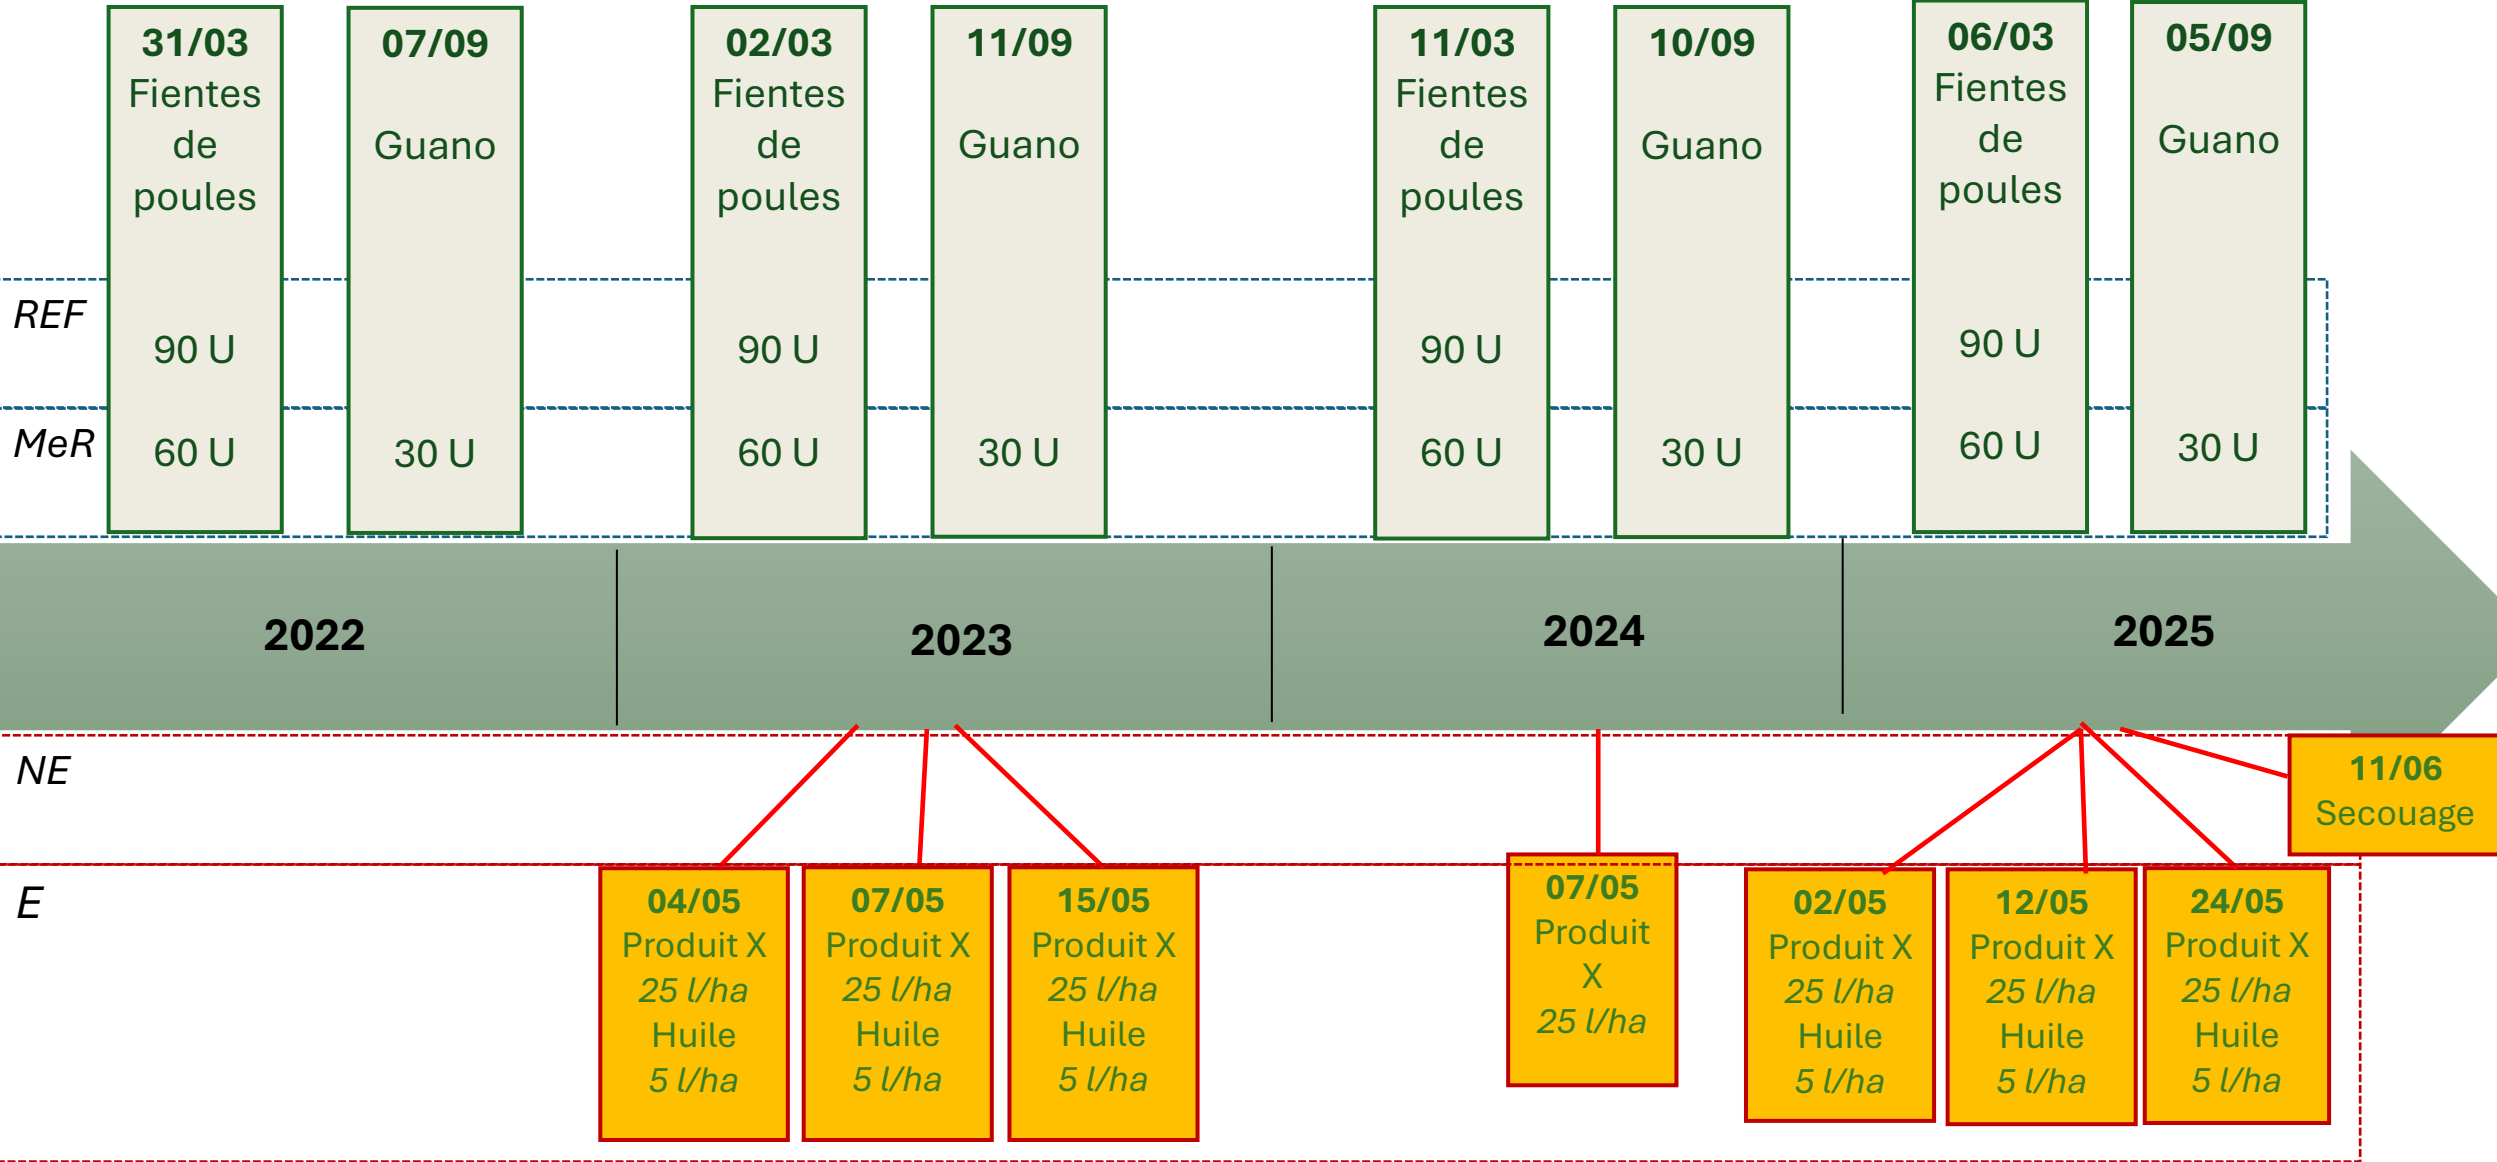 31/03
Fientes
de
poules
90 U
60 U
07/09
Guano
30 U
02/03
Fientes
de
poules
90 U
60 U
11/09
Guano
30 U
11/03
Fientes
de
poules
90 U
60 U
10/09
Guano
30 U
06/03
Fientes
de
poules
90 U
60 U
05/09
Guano
30 U
REF
MeR
2022
2023
2024
2025
NE
11/06
Secouage
E
04/05
Produit X
25 l/ha
Huile
5 l/ha
07/05
Produit X
25 l/ha
Huile
5 l/ha
15/05
Produit X
25 l/ha
Huile
5 l/ha
07/05
Produit
X
25 l/ha
02/05
Produit X
25 l/ha
Huile
5 l/ha
12/05
Produit X
25 l/ha
Huile
5 l/ha
24/05
Produit X
25 l/ha
Huile
5 l/ha